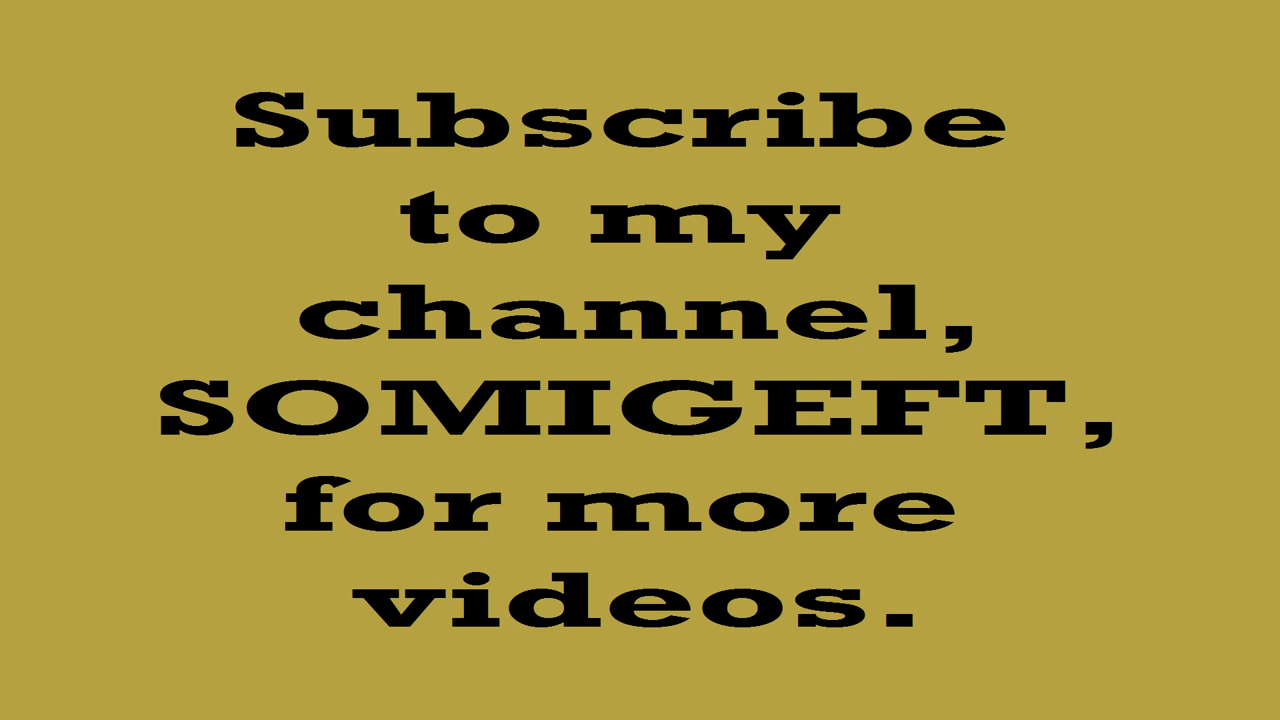 Subscribe
to my
channel,
SOMIGEFT,
for more
videos.